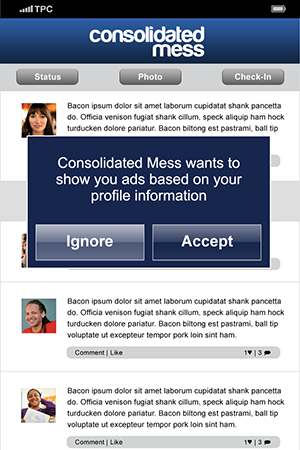 TPC
consolidated
mess
Status Photo Check-In
Bacon ipsum dolor sit amet laborum cupidatat shank pancetta
do. Officia venison fugiat shank chicken, speck aliquip ham hock
turducken dolore pariatur. Bacon biltong est pastrami, ball tip
Consolidated Mess wants to
show you ads based on your
profile information
Ignore Accept
Bacon ipsum dolor sit amet laborum cupidatat shank pancetta
do. Officia venison fugiat shank chicken, speck aliquip ham hock
turducken dolore pariatur. Bacon biltong est pastrami, ball tip
voluptate ut excepteur tempor pork loin sint ham.
Comment | Like 1♥ | 3
Bacon ipsum dolor sit amet laborum cupidatat shank pancetta
do. Officia venison fugiat shank chicken, speck aliquip ham hock
turducken dolore pariatur. Bacon biltong est pastrami, ball tip
voluptate ut excepteur tempor pork loin sint ham.
Comment | Like 1♥ | 3